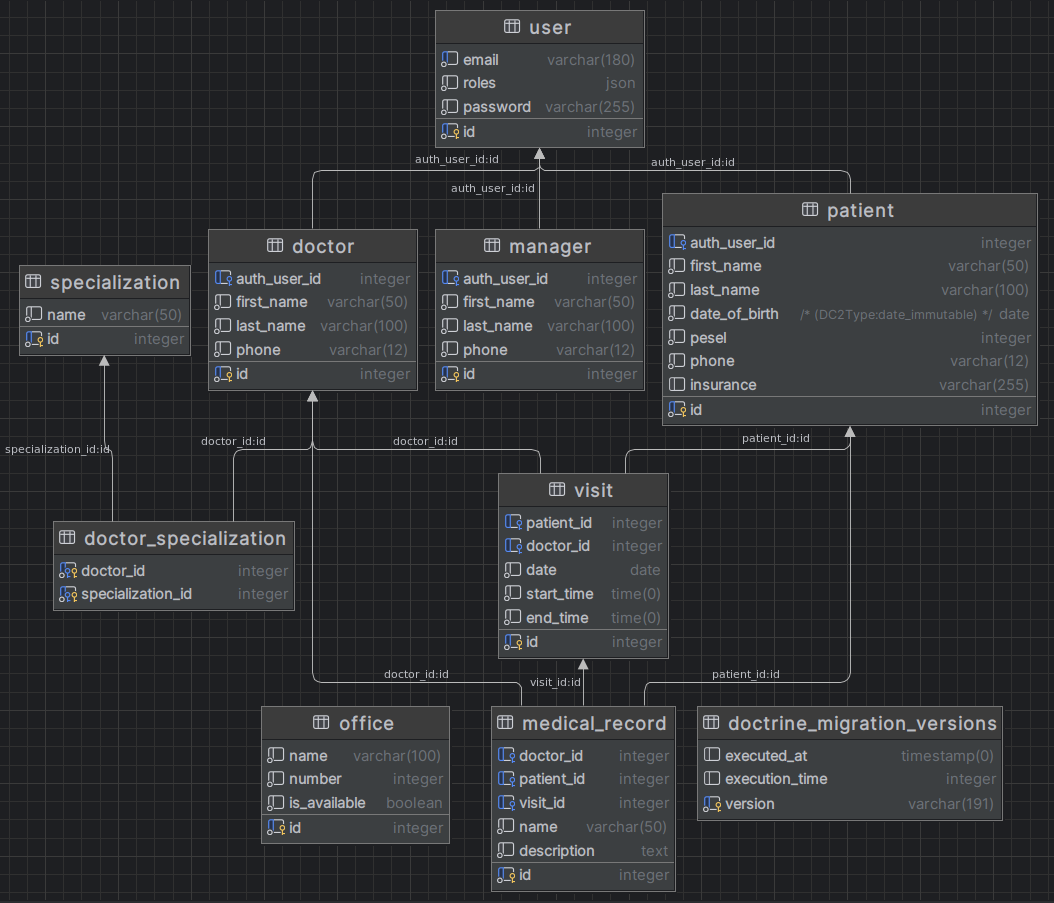 user
email varchar(180)
roles json
password varchar(255)
id integer
auth_user_id:id
auth_user_id:id
auth_user_id:id
patient
auth_user_id integer
first_name varchar(50)
last_name varchar(100)
date_of_birth /* (DC2Type:date_immutable) */ date
pesel integer
phone varchar(12)
insurance varchar(255)
id integer
doctor
auth_user_id integer
first_name varchar(50)
last_name varchar(100)
phone varchar(12)
id integer
manager
auth_user_id integer
first_name varchar(50)
last_name varchar(100)
phone varchar(12)
id integer
specialization
name varchar(50)
id integer
specialization_id:id
doctor_id:id
doctor_id:id
patient_id:id
visit
patient_id integer
doctor_id integer
date date
start_time time(0)
end_time time(0)
id integer
doctor_specialization
doctor_id integer
specialization_id integer
doctor_id:id
visit_id:id
patient_id:id
office
name varchar(100)
number integer
is_available boolean
id integer
medical_record
doctor_id integer
patient_id integer
visit_id integer
name varchar(50)
description text
id integer
doctrine_migration_versions
executed_at timestamp(0)
execution_time integer
version varchar(191)